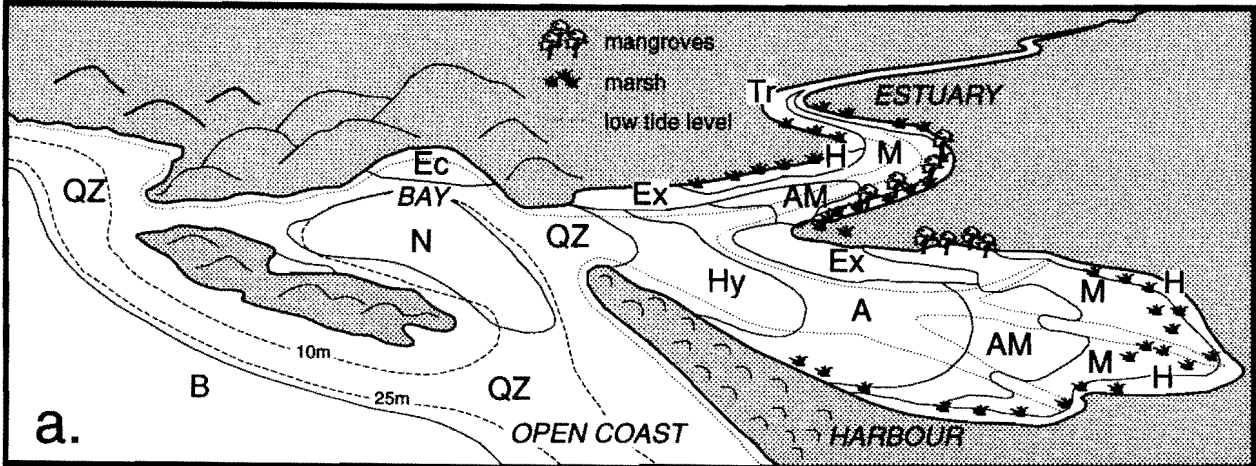 mangroves
marsh
low tide level
Tr
ESTUARY
H
M
Ec
QZ
Ex
AM
BAY
N
QZ
Ex
Hy
A
M
H
AM
M
H
10m
B
25m
QZ
a.
OPEN COAST
HARBOUR